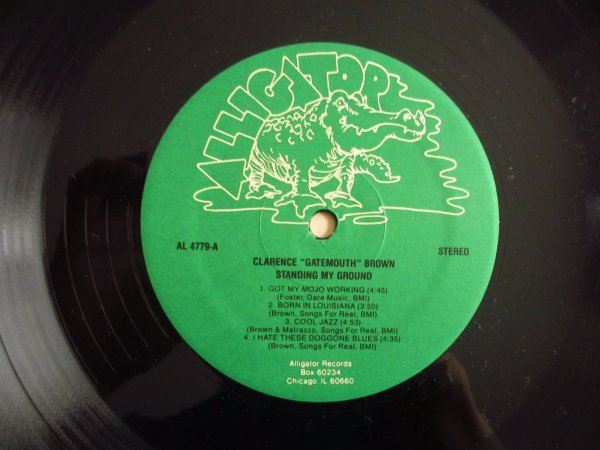 ALLIGATOR
AL 4779-A
STEREO
CLARENCE "GATEMOUTH" BROWN
STANDING MY GROUND
1. GOT MY MOJO WORKING (4:45)
(Foster, Dare Music, BMI)
2. BORN IN LOUISIANA (3:50)
(Brown, Songs For Real, BMI)
3. COOL JAZZ (4:53)
(Brown & Matrazzo, Songs For Real, BMI)
4. I HATE THESE DOGGONE BLUES (4:35)
(Brown, Songs For Real, BMI)
Alligator Records
Box 60234
Chicago IL 60660